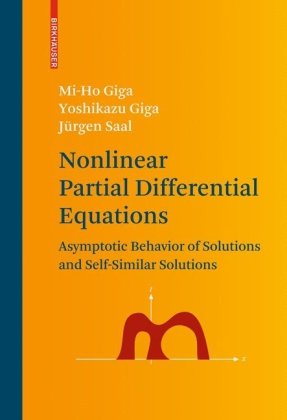 BIRKHÄUSER
Mi-Ho Giga
Yoshikazu Giga
Jürgen Saal
Nonlinear
Partial Differential
Equations
Asymptotic Behavior of Solutions
and Self-Similar Solutions
t
x